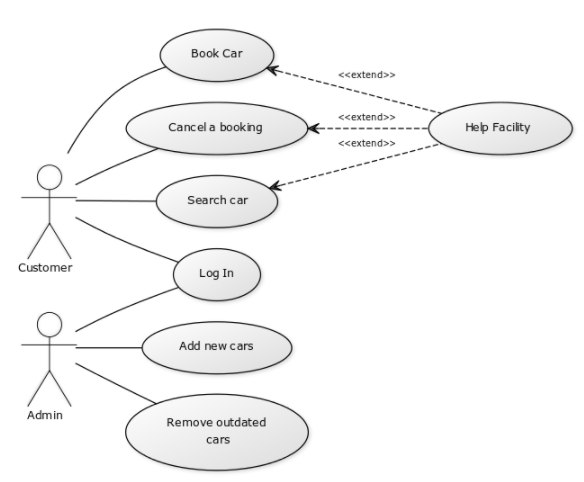 Book Car
<<extend>>
Cancel a booking
<<extend>>
Help Facility
<<extend>>
Search car
Customer
Log In
Add new cars
Admin
Remove outdated
cars